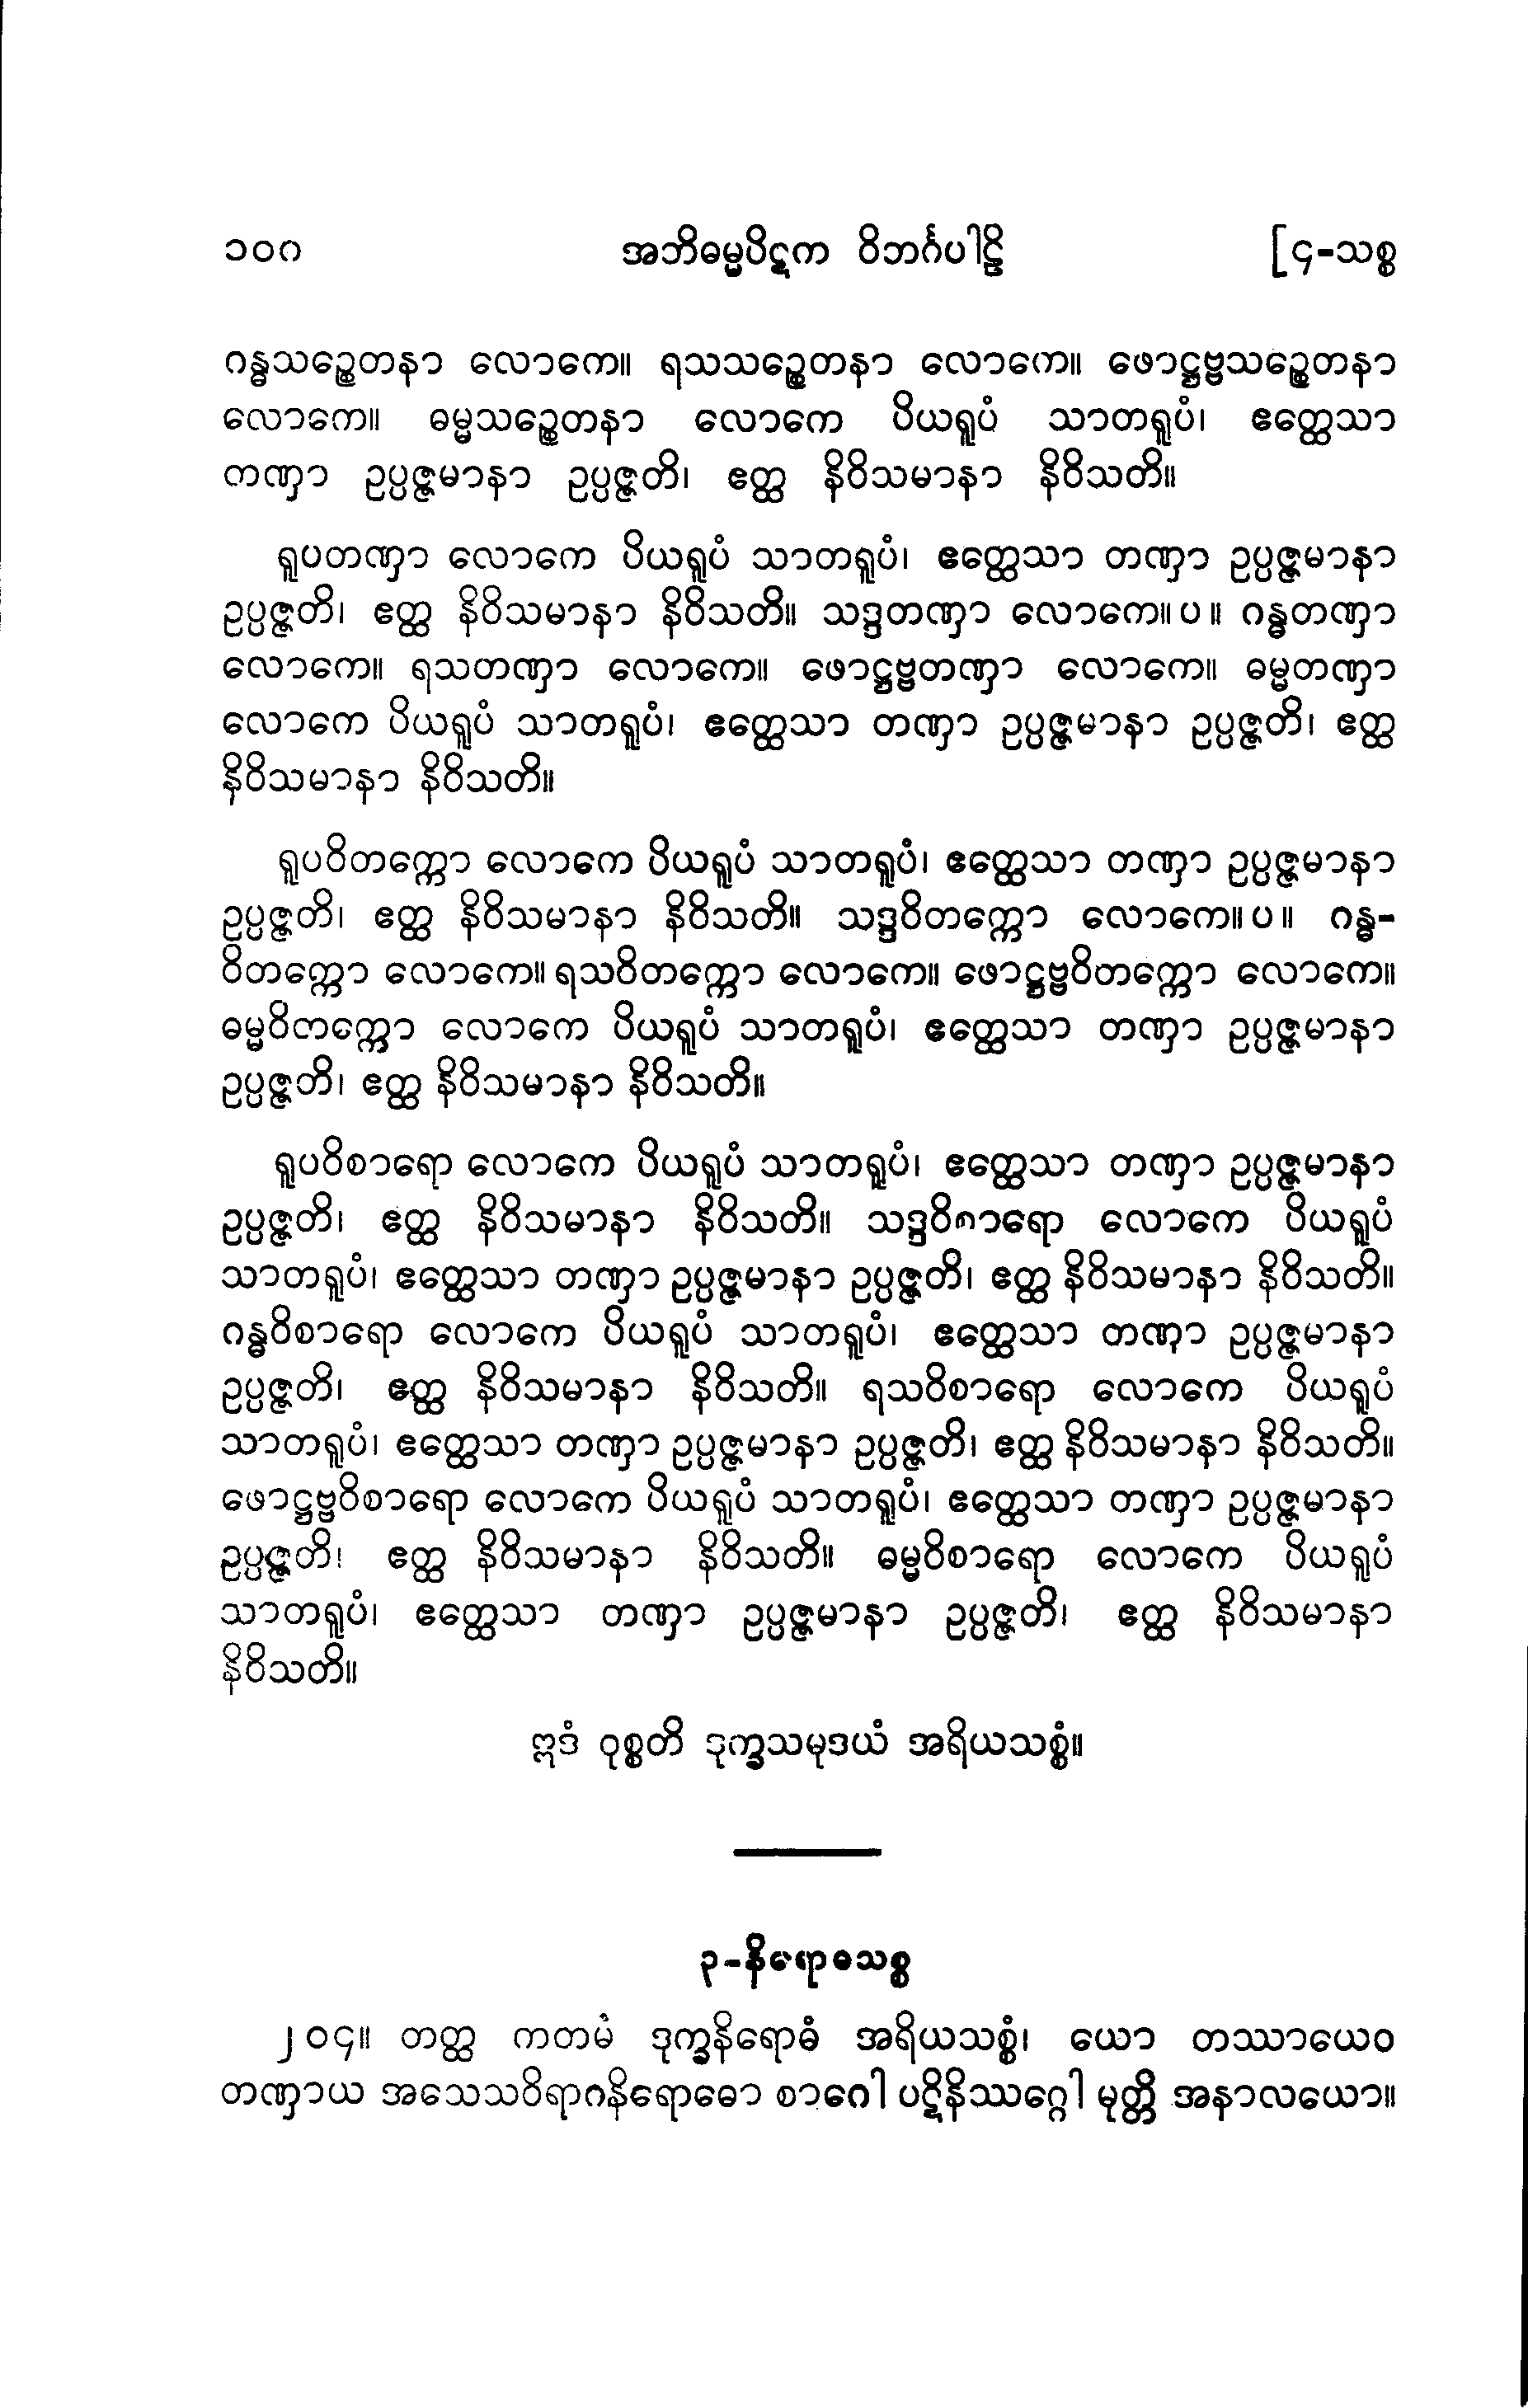 ၁၀ဂ အဘိဓမ္မပိဋက ဝိဘင်္ဂပါဠိ [၄-သစ္စ
ဂန္ဓသဉ္စေတနာ လောကေ။ ရသသဉ္စေတနာ လောကေ။ ဖောဋ္ဌဗ္ဗသဉ္စေတနာ
လောကေ။ ဓမ္မသဉ္စေတနာ လောကေ ပိယရူပံ သာတရူပံ၊ ဧတ္ထေသာ
တဏှာ ဥပ္ပဇ္ဇမာနာ ဥပ္ပဇ္ဇတိ၊ ဧတ္ထ နိဝိသမာနာ နိဝိသတိ။
ရူပတဏှာ လောကေ ပိယရူပံ သာတရူပံ၊ ဧတ္ထေသာ တဏှာ ဥပ္ပဇ္ဇမာနာ
ဥပ္ပဇ္ဇတိ၊ ဧတ္ထ နိဝိသမာနာ နိဝိသတိ။ သဒ္ဒတဏှာ လောကေ။ပ။ ဂန္ဓတဏှာ
လောကေ။ ရသတဏှာ လောကေ။ ဖောဋ္ဌဗ္ဗတဏှာ လောကေ။ ဓမ္မတဏှာ
လောကေ ပိယရူပံ သာတရူပံ၊ ဧတ္ထေသာ တဏှာ ဥပ္ပဇ္ဇမာနာ ဥပ္ပဇ္ဇတိ၊ ဧတ္ထ
နိဝိသမာနာ နိဝိသတိ။
ရူပဝိတက္ကော လောကေ ပိယရူပံ သာတရူပံ၊ ဧတ္ထေသာ တဏှာ ဥပ္ပဇ္ဇမာနာ
ဥပ္ပဇ္ဇတိ၊ ဧတ္ထ နိဝိသမာနာ နိဝိသတိ။ သဒ္ဒဝိတက္ကော လောကေ။ပ။ ဂန္ဓ-
ဝိတက္ကော လောကေ။ ရသဝိတက္ကော လောကေ။ ဖောဋ္ဌဗ္ဗဝိတက္ကော လောကေ။
ဓမ္မဝိတက္ကော လောကေ ပိယရူပံ သာတရူပံ၊ ဧတ္ထေသာ တဏှာ ဥပ္ပဇ္ဇမာနာ
ဥပ္ပဇ္ဇတိ၊ ဧတ္ထ နိဝိသမာနာ နိဝိသတိ။
ရူပဝိစာရော လောကေ ပိယရူပံ သာတရူပံ၊ ဧတ္ထေသာ တဏှာ ဥပ္ပဇ္ဇမာနာ
ဥပ္ပဇ္ဇတိ၊ ဧတ္ထ နိဝိသမာနာ နိဝိသတိ။ သဒ္ဒဝိစာရော လောကေ ပိယရူပံ
သာတရူပံ၊ ဧတ္ထေသာ တဏှာ ဥပ္ပဇ္ဇမာနာ ဥပ္ပဇ္ဇတိ၊ ဧတ္ထ နိဝိသမာနာ နိဝိသတိ။
ဂန္ဓဝိစာရော လောကေ ပိယရူပံ သာတရူပံ၊ ဧတ္ထေသာ တဏှာ ဥပ္ပဇ္ဇမာနာ
ဥပ္ပဇ္ဇတိ၊ ဧတ္ထ နိဝိသမာနာ နိဝိသတိ။ ရသဝိစာရော လောကေ ပိယရူပံ
သာတရူပံ၊ ဧတ္ထေသာ တဏှာ ဥပ္ပဇ္ဇမာနာ ဥပ္ပဇ္ဇတိ၊ ဧတ္ထ နိဝိသမာနာ နိဝိသတိ။
ဖောဋ္ဌဗ္ဗဝိစာရော လောကေ ပိယရူပံ သာတရူပံ၊ ဧတ္ထေသာ တဏှာ ဥပ္ပဇ္ဇမာနာ
ဥပ္ပဇ္ဇတိ၊ ဧတ္ထ နိဝိသမာနာ နိဝိသတိ။ ဓမ္မဝိစာရော လောကေ ပိယရူပံ
သာတရူပံ၊ ဧတ္ထေသာ တဏှာ ဥပ္ပဇ္ဇမာနာ ဥပ္ပဇ္ဇတိ၊ ဧတ္ထ နိဝိသမာနာ
နိဝိသတိ။
ဣဒံ ဝုစ္စတိ ဒုက္ခသမုဒယံ အရိယသစ္စံ။
၃-နိရောဓသစ္စ
၂၀၄။ တတ္ထ ကတမံ ဒုက္ခနိရောဓံ အရိယသစ္စံ၊ ယော တဿာယေဝ
တဏှာယ အသေသဝိရာဂနိရောဓော စာဂေါ ပဋိနိဿဂ္ဂေါ မုတ္တိ အနာလယော။